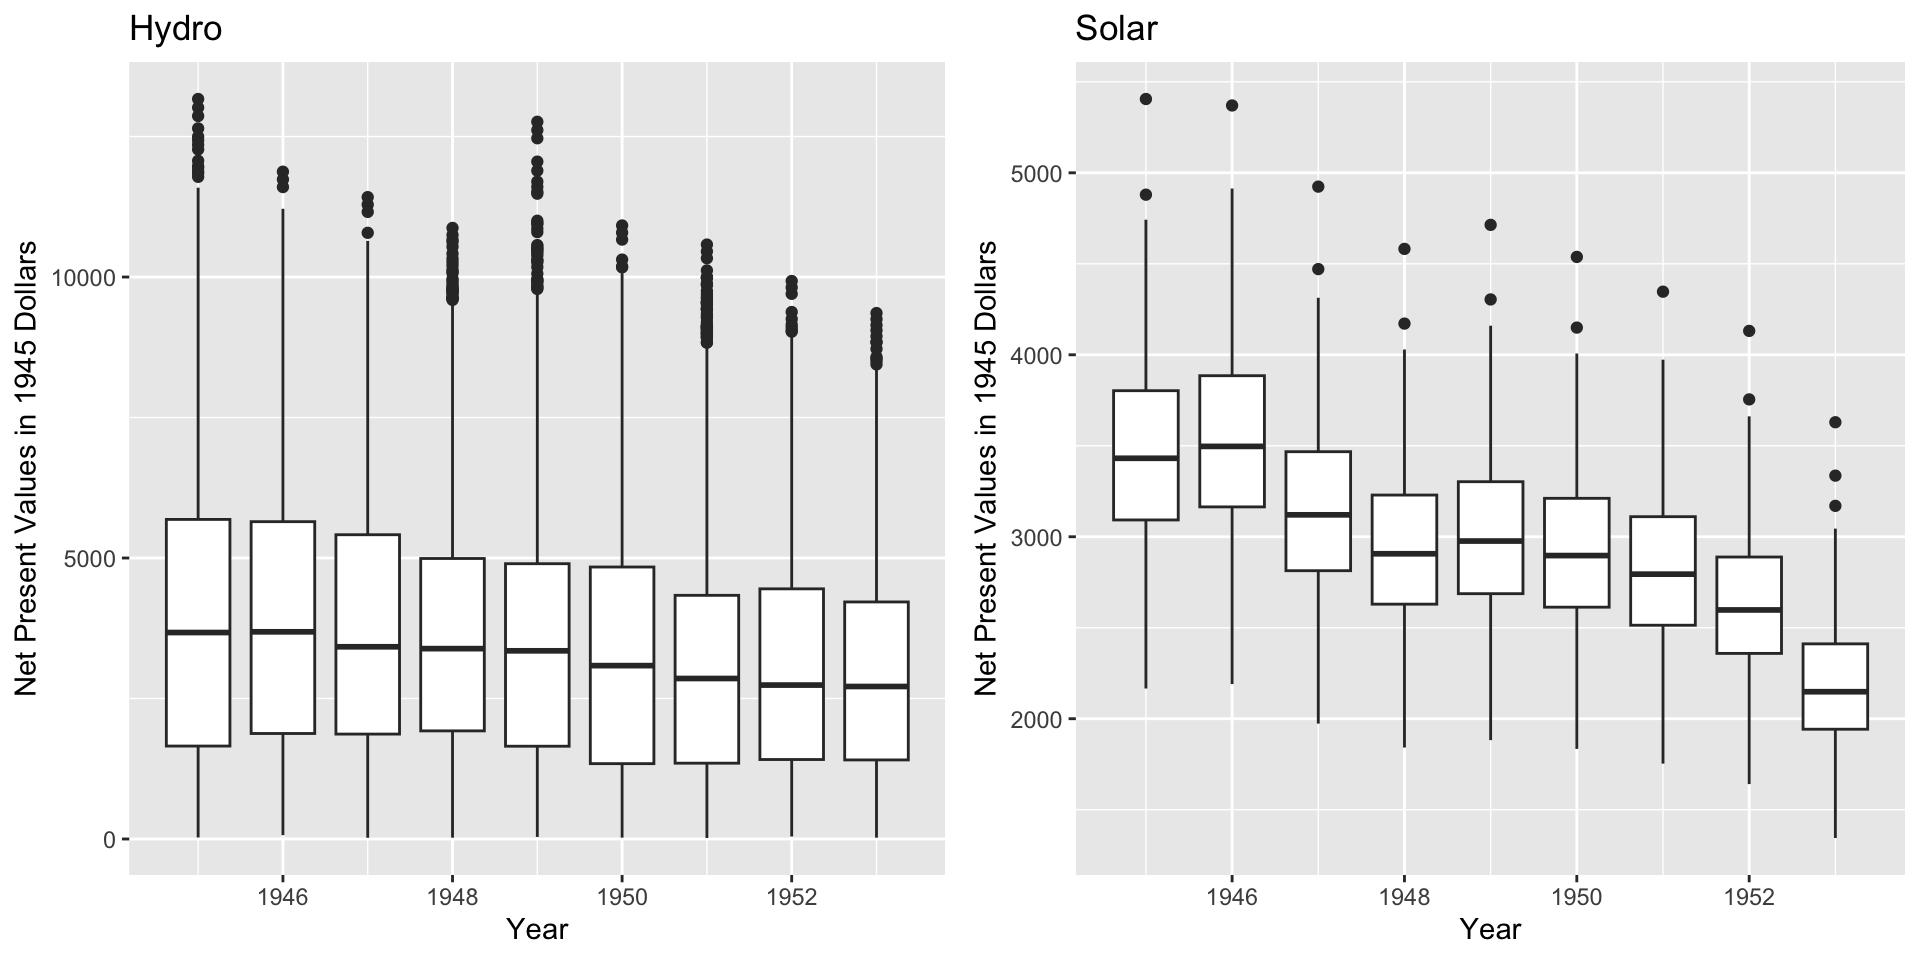 Hydro
Net Present Values in 1945 Dollars
10000
5000
0
1946 1948 1950 1952
Year
Solar
Net Present Values in 1945 Dollars
5000
4000
3000
2000
1946 1948 1950 1952
Year